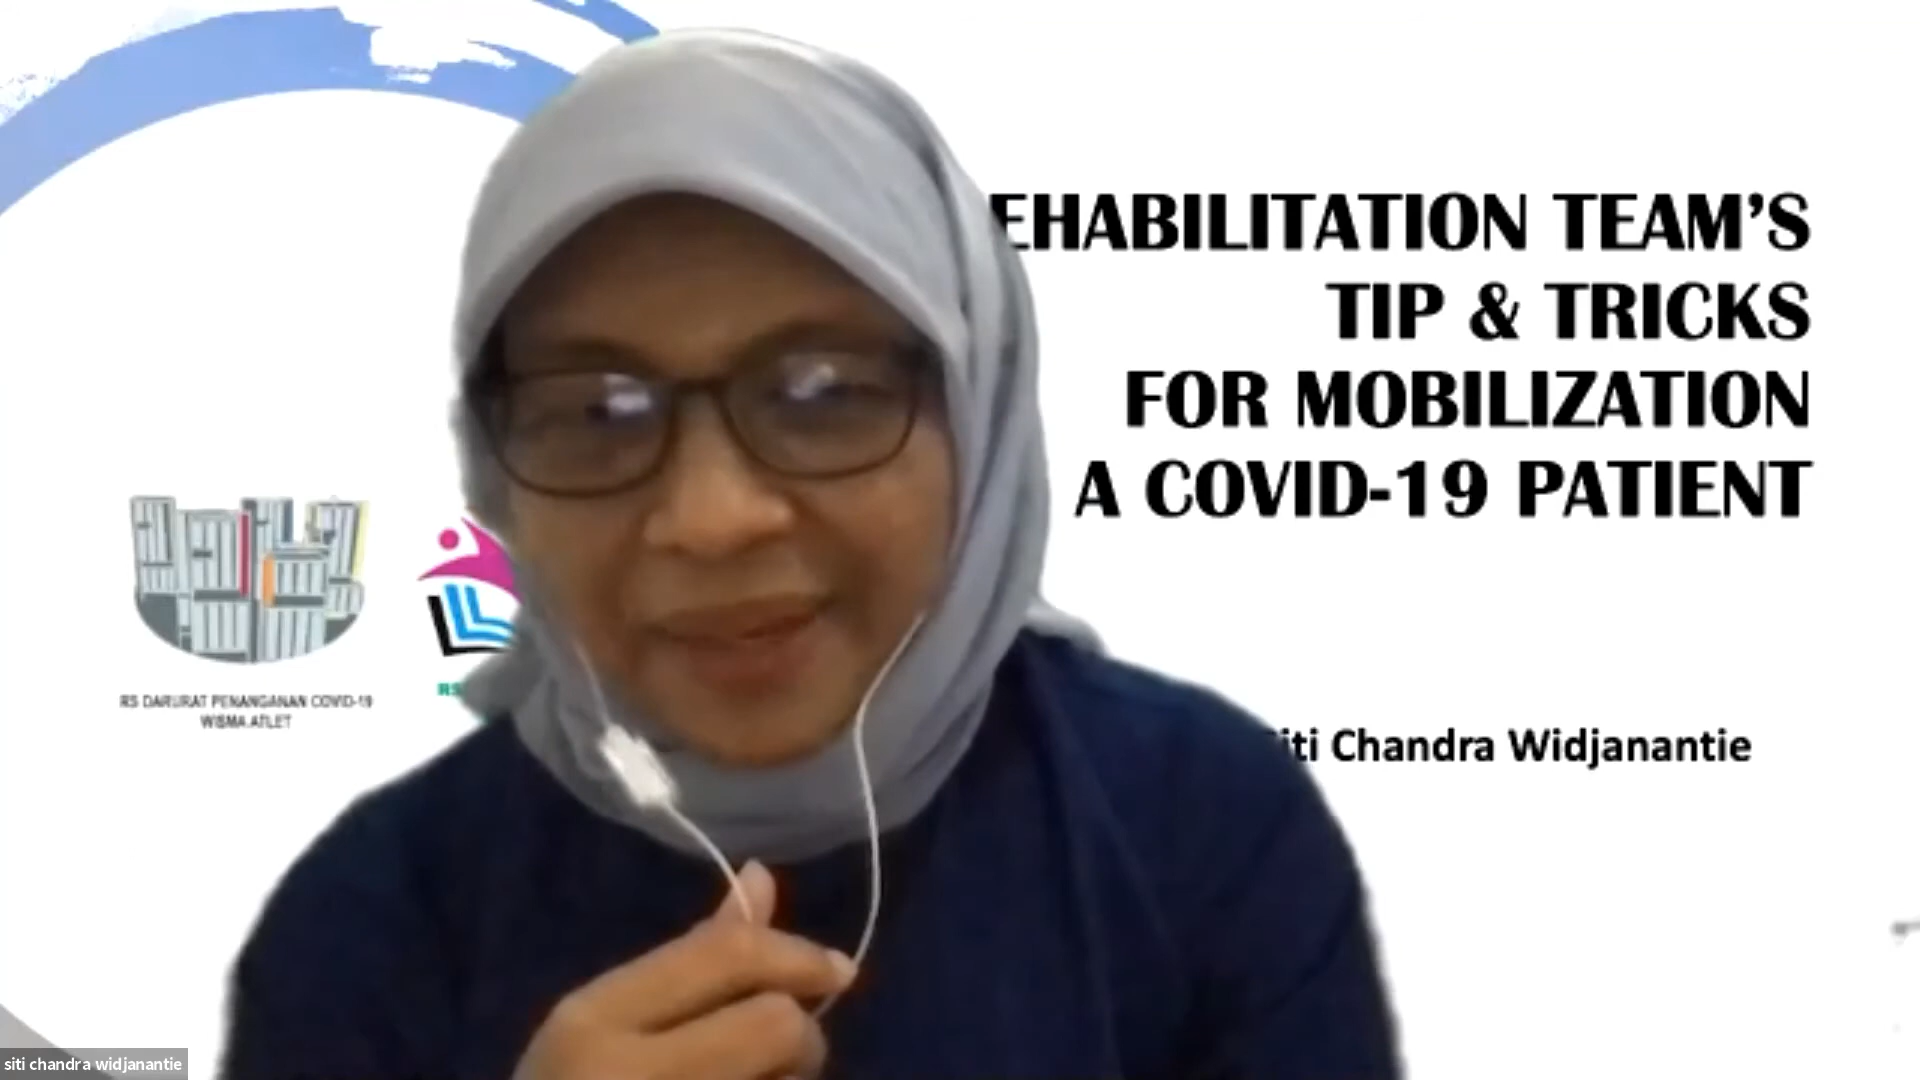 EHABILITATION TEAM’S
TIP & TRICKS
FOR MOBILIZATION
A COVID-19 PATIENT
RS DARURAT PENANGANAN COVID-19
WISMA ATLET
RS
iti Chandra Widjanantie
siti chandra widjanantie